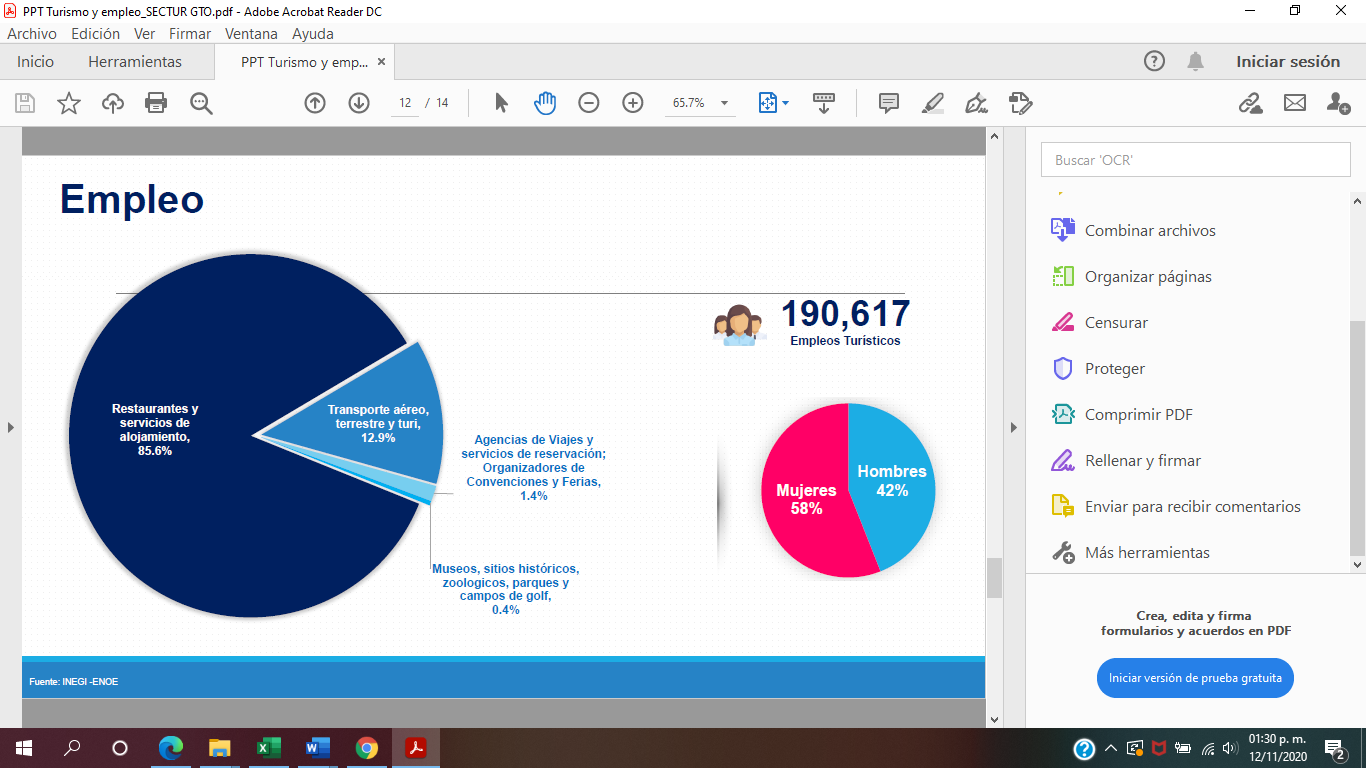 PPT Turismo y empleo_SECTUR GTO.pdf - Adobe Acrobat Reader DC
Archivo Edición Ver Firmar Ventana Ayuda
Inicio Herramientas PPT Turismo y emp... × Iniciar sesión
12 / 14 65.7%
Buscar 'OCR'
Combinar archivos
Organizar páginas
Censurar
Proteger
Comprimir PDF
Rellenar y firmar
Enviar para recibir comentarios
Más herramientas
Crea, edita y firma
formularios y acuerdos en PDF
Iniciar versión de prueba gratuita
Empleo
Restaurantes y
servicios de
alojamiento,
85.6%
Transporte aéreo,
terrestre y turi,
12.9%
Agencias de Viajes y
servicios de reservación;
Organizadores de
Convenciones y Ferias,
1.4%
Museos, sitios históricos,
zoologicos, parques y
campos de golf,
0.4%
190,617
Empleos Turísticos
Hombres
42%
Mujeres
58%
Fuente: INEGI -ENOE
01:30 p. m.
12/11/2020
2